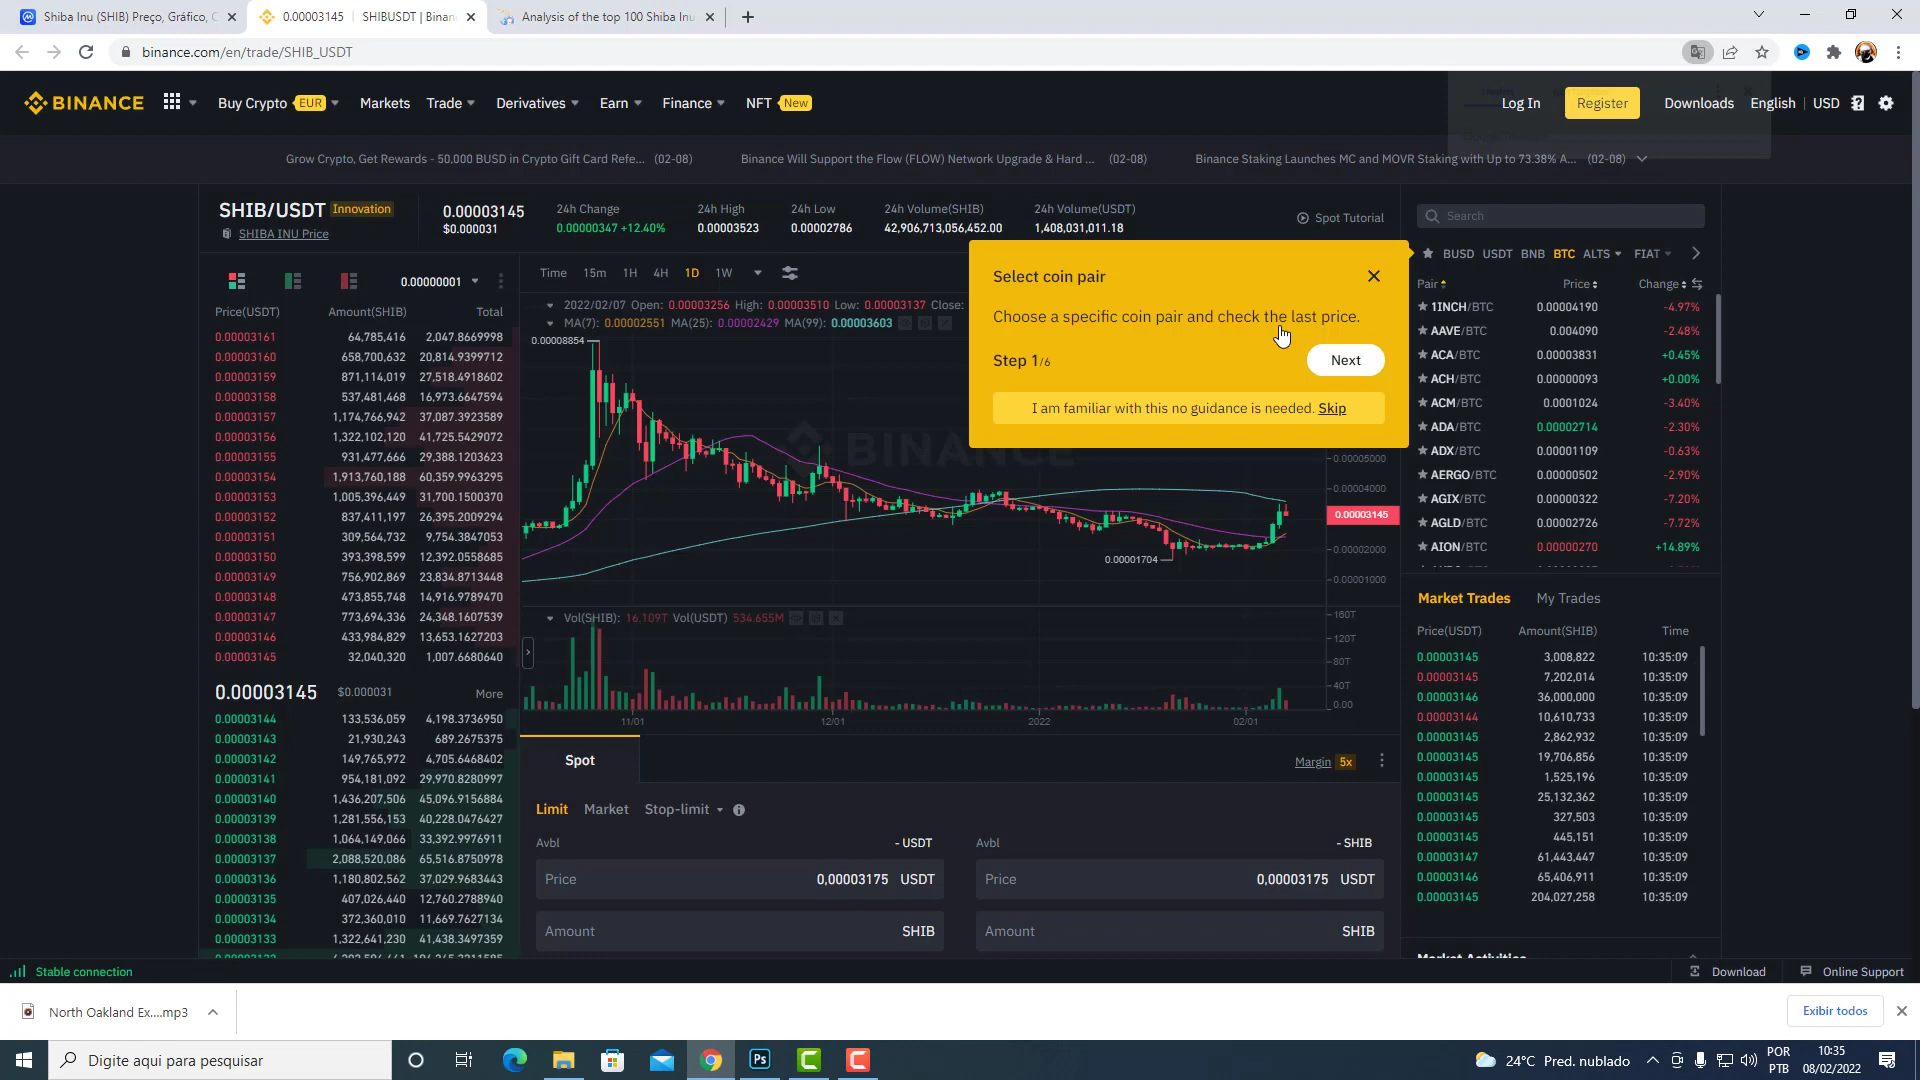 Shiba Inu (SHIB) Preço, Gráfico, C
0.00003145 SHIBUSDT | Binan
Analysis of the top 100 Shiba Inu
binance.com/en/trade/SHIB_USDT
BINANCE
Buy Crypto EUR
Markets
Trade
Derivatives
Earn
Finance
NFT New
Log In
Register
Downloads
English
USD
Grow Crypto, Get Rewards - 50,000 BUSD in Crypto Gift Card Refe... (02-08)
Binance Will Support the Flow (FLOW) Network Upgrade & Hard ... (02-08)
Binance Staking Launches MC and MOVR Staking with Up to 73.38% A... (02-08)
SHIB/USDT Innovation
SHIBA INU Price
0.00003145
$0.000031
24h Change
0.00000347 +12.40%
24h High
0.00003523
24h Low
0.00002786
24h Volume(SHIB)
42,906,713,056,452.00
24h Volume(USDT)
1,408,031,011.18
Spot Tutorial
0.00000001
Price(USDT) Amount(SHIB) Total
0.00003161 64,785,416 2,047.8669998
0.00003160 658,700,632 20,814.9399712
0.00003159 871,114,019 27,518.4918602
0.00003158 537,481,468 16,973.6647594
0.00003157 1,174,766,942 37,087.3923589
0.00003156 1,322,102,120 41,725.5429072
0.00003155 931,477,666 29,388.1203623
0.00003154 1,913,760,188 60,359.9963295
0.00003153 1,005,396,449 31,700.1500370
0.00003152 837,411,197 26,395.2009294
0.00003151 309,564,732 9,754.3847053
0.00003150 393,398,599 12,392.0558685
0.00003149 756,902,869 23,834.8713448
0.00003148 473,855,748 14,916.9789470
0.00003147 773,694,336 24,348.1607539
0.00003146 433,984,829 13,653.1627203
0.00003145 32,040,320 1,007.6680640
0.00003145 $0.000031 More
0.00003144 133,536,059 4,198.3736950
0.00003143 21,930,243 689.2675375
0.00003142 149,765,972 4,705.6468402
0.00003141 954,181,092 29,970.8280997
0.00003140 1,436,207,506 45,096.9156884
0.00003139 1,281,556,153 40,228.0476427
0.00003138 1,064,149,066 33,392.9976911
0.00003137 2,088,520,086 65,516.8750978
0.00003136 1,180,802,562 37,029.9683443
0.00003135 407,026,440 12,760.2788940
0.00003134 372,360,010 11,669.7627134
0.00003133 1,322,641,230 41,438.3497359
Time 15m 1H 4H 1D 1W
2022/02/07 Open: 0.00003256 High: 0.00003510 Low: 0.00003137 Close:
MA(7): 0.00002551 MA(25): 0.00002429 MA(99): 0.00003603
0.00008854
BINANCE
0.00001704
0.00005000
0.00004000
0.00003145
0.00002000
0.00001000
Vol(SHIB): 16.109T Vol(USDT) 534.655M
160T
120T
80T
40T
0.00
11/01 12/01 2022 02/01
Select coin pair
Choose a specific coin pair and check the last price.
Step 1/6
Next
I am familiar with this no guidance is needed. Skip
Spot
Margin 5x
Limit Market Stop-limit
Avbl - USDT
Price 0,00003175 USDT
Amount SHIB
Avbl - SHIB
Price 0,00003175 USDT
Amount SHIB
Search
BUSD USDT BNB BTC ALTS FIAT
Pair Price Change
1INCH/BTC 0.00004190 -4.97%
AAVE/BTC 0.004090 -2.48%
ACA/BTC 0.00003831 +0.45%
ACH/BTC 0.00000093 +0.00%
ACM/BTC 0.0001024 -3.40%
ADA/BTC 0.00002714 -2.30%
ADX/BTC 0.00001109 -0.63%
AERGO/BTC 0.00000502 -2.90%
AGIX/BTC 0.00000322 -7.20%
AGLD/BTC 0.00002726 -7.72%
AION/BTC 0.00000270 +14.89%
Market Trades
My Trades
Price(USDT) Amount(SHIB) Time
0.00003145 3,008,822 10:35:09
0.00003145 7,202,014 10:35:09
0.00003146 36,000,000 10:35:09
0.00003144 10,610,733 10:35:09
0.00003145 2,862,932 10:35:09
0.00003145 19,706,856 10:35:09
0.00003145 1,525,196 10:35:09
0.00003145 25,132,362 10:35:09
0.00003145 327,503 10:35:09
0.00003145 445,151 10:35:09
0.00003147 61,443,447 10:35:09
0.00003146 65,406,911 10:35:09
0.00003145 204,027,258 10:35:09
Market Activities
Stable connection
Download
Online Support
North Oakland Ex....mp3
Exibir todos
Digite aqui para pesquisar
Ps
24°C Pred. nublado
POR
PTB
10:35
08/02/2022